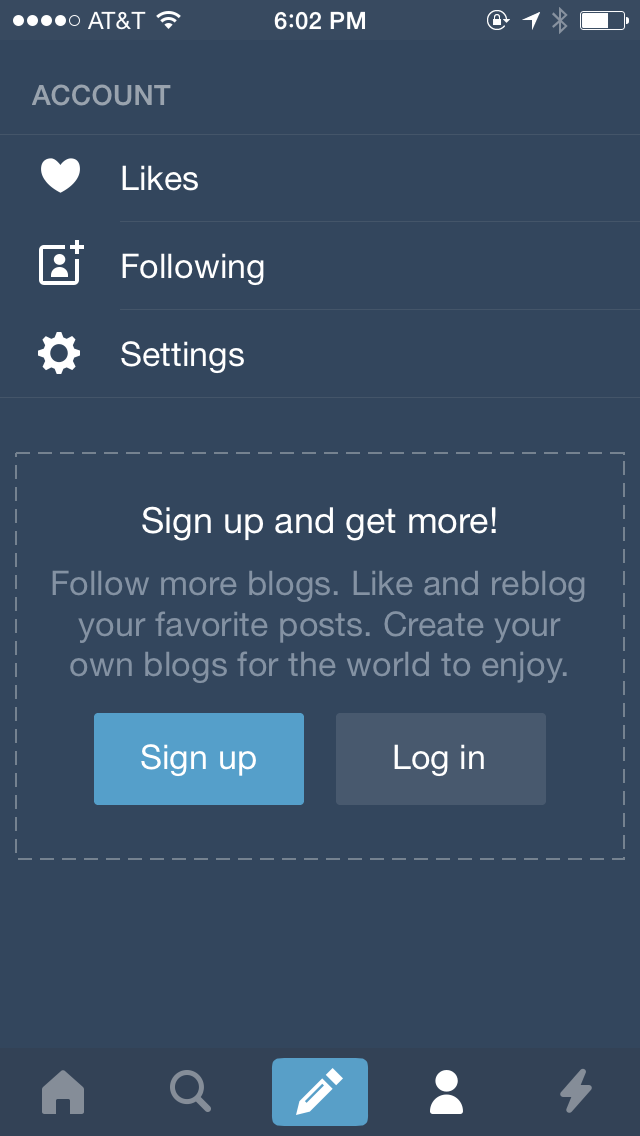 AT&T 6:02 PM
ACCOUNT
Likes
Following
Settings
Sign up and get more!
Follow more blogs. Like and reblog
your favorite posts. Create your
own blogs for the world to enjoy.
Sign up Log in